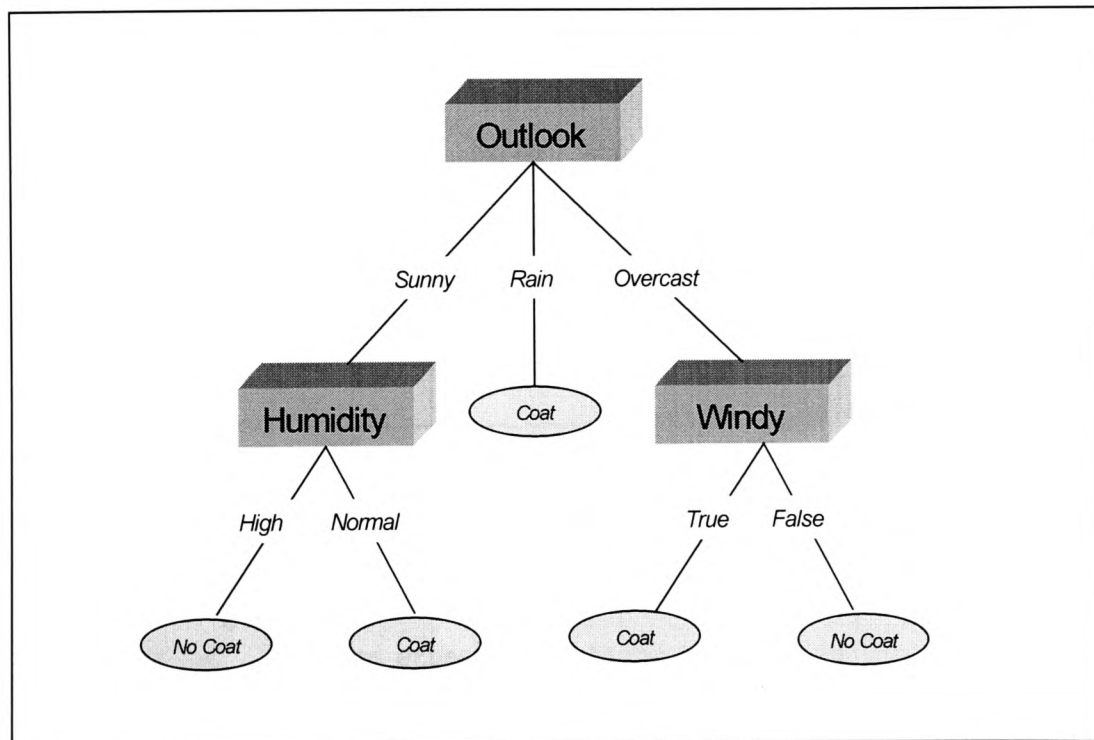 Outlook
Sunny Rain Overcast
Humidity Coat Windy
High Normal True False
No Coat Coat Coat No Coat